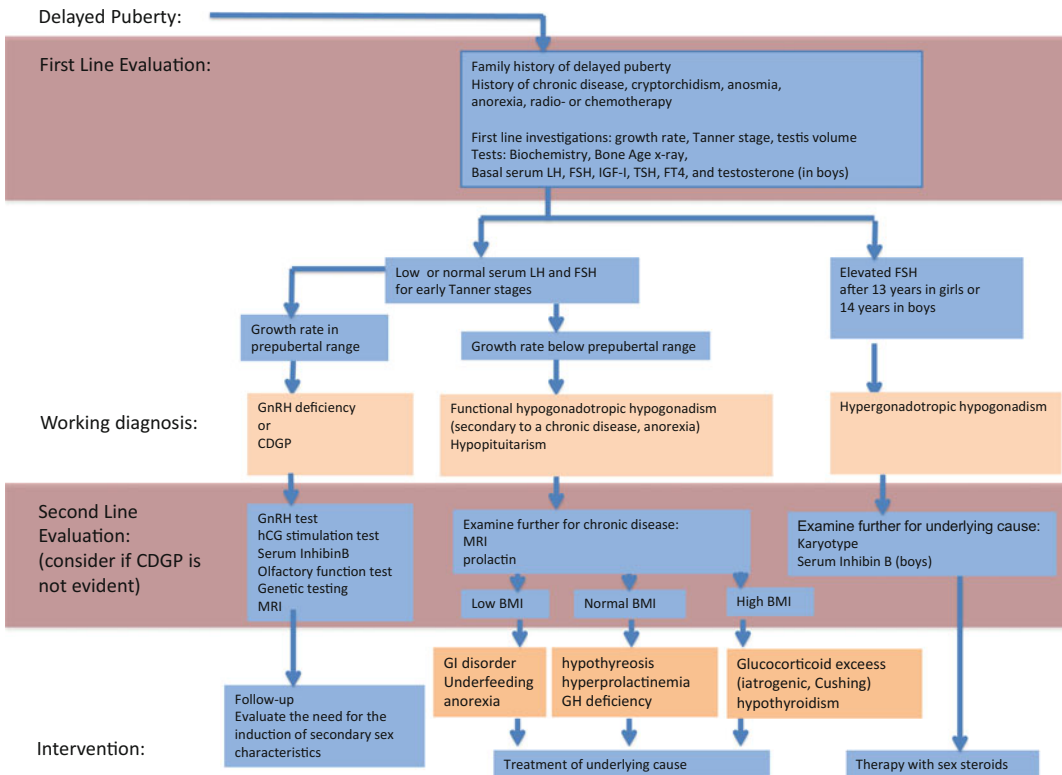 Delayed Puberty:
First Line Evaluation:
Family history of delayed puberty
History of chronic disease, cryptorchidism, anosmia,
anorexia, radio- or chemotherapy
First line investigations: growth rate, Tanner stage, testis volume
Tests: Biochemistry, Bone Age x-ray,
Basal serum LH, FSH, IGF-I, TSH, FT4, and testosterone (in boys)
Low or normal serum LH and FSH
for early Tanner stages
Elevated FSH
after 13 years in girls or
14 years in boys
Growth rate in
prepubertal range
Growth rate below prepubertal range
Working diagnosis:
GnRH deficiency
or
CDGP
Functional hypogonadotropic hypogonadism
(secondary to a chronic disease, anorexia)
Hypopituitarism
Hypergonadotropic hypogonadism
Second Line
Evaluation:
(consider if CDGP is
not evident)
GnRH test
hCG stimulation test
Serum InhibinB
Olfactory function test
Genetic testing
MRI
Examine further for chronic disease:
MRI
prolactin
Examine further for underlying cause:
Karyotype
Serum Inhibin B (boys)
Low BMI
Normal BMI
High BMI
GI disorder
Underfeeding
anorexia
hypothyreosis
hyperprolactinemia
GH deficiency
Glucocorticoid exceess
(iatrogenic, Cushing)
hypothyroidism
Intervention:
Follow-up
Evaluate the need for the
induction of secondary sex
characteristics
Treatment of underlying cause
Therapy with sex steroids